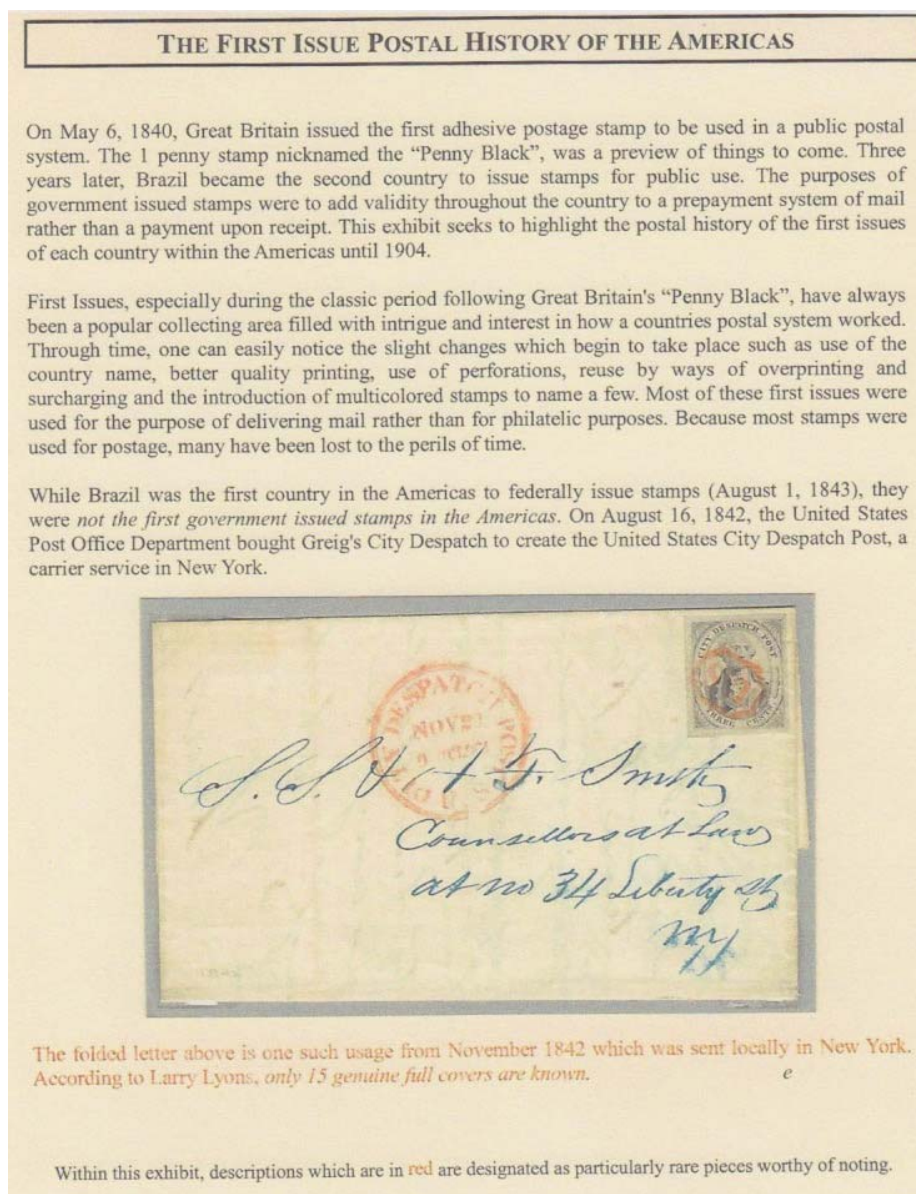 THE FIRST ISSUE POSTAL HISTORY OF THE AMERICAS
On May 6, 1840, Great Britain issued the first adhesive postage stamp to be used in a public postal
system. The 1 penny stamp nicknamed the “Penny Black”, was a preview of things to come. Three
years later, Brazil became the second country to issue stamps for public use. The purposes of
government issued stamps were to add validity throughout the country to a prepayment system of mail
rather than a payment upon receipt. This exhibit seeks to highlight the postal history of the first issues
of each country within the Americas until 1904.
First Issues, especially during the classic period following Great Britain's “Penny Black”, have always
been a popular collecting area filled with intrigue and interest in how a countries postal system worked.
Through time, one can easily notice the slight changes which begin to take place such as use of the
country name, better quality printing, use of perforations, reuse by ways of overprinting and
surcharging and the introduction of multicolored stamps to name a few. Most of these first issues were
used for the purpose of delivering mail rather than for philatelic purposes. Because most stamps were
used for postage, many have been lost to the perils of time.
While Brazil was the first country in the Americas to federally issue stamps (August 1, 1843), they
were not the first government issued stamps in the Americas. On August 16, 1842, the United States
Post Office Department bought Greig's City Despatch to create the United States City Despatch Post, a
carrier service in New York.
CITY DESPATCH POST
THREE CENTS
U.S CITY DESPATCH POST
NOV
S. S. & A F. Smith
Counsellors at Law
at no 34 Liberty St
NY
The folded letter above is one such usage from November 1842 which was sent locally in New York.
According to Larry Lyons, only 15 genuine full covers are known. e
Within this exhibit, descriptions which are in red are designated as particularly rare pieces worthy of noting.